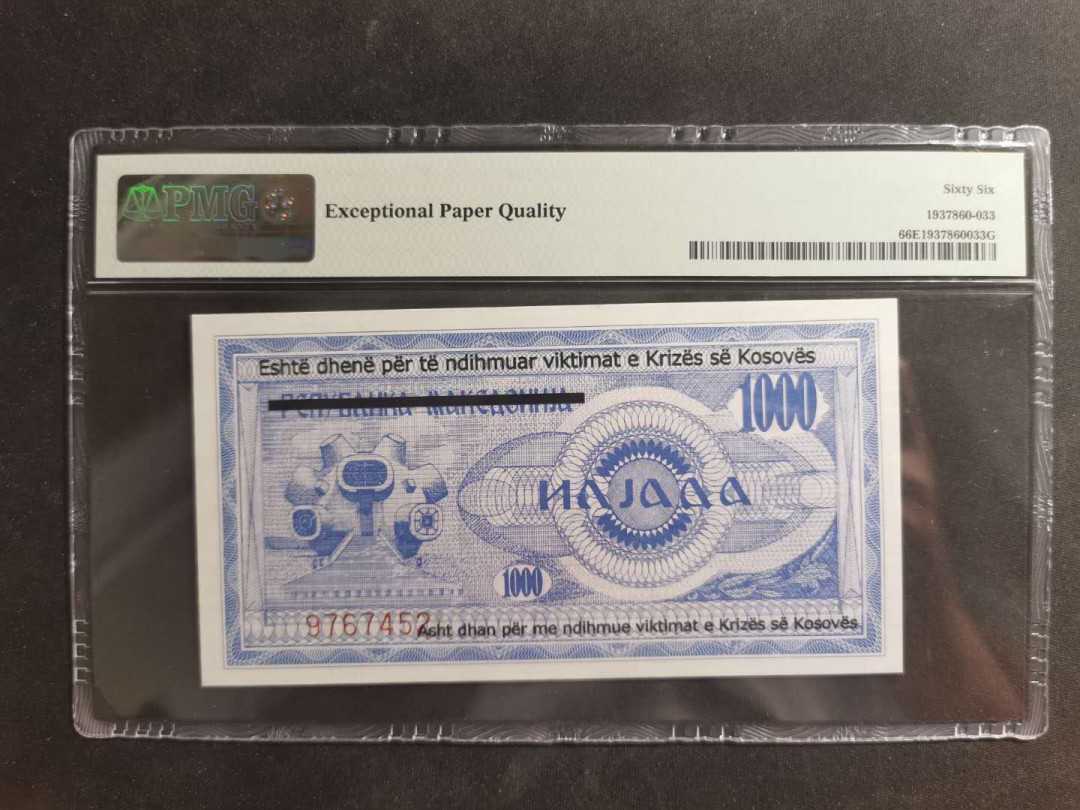 PMG
Exceptional Paper Quality
Sixty Six
1937860-033
66E1937860033G
Eshtë dhenë për të ndihmuar viktimat e Krizës së Kosovës
1000
ИЛЈАДА
1000
9767452
Asht dhan për me ndihmue viktimat e Krizës së Kosovës